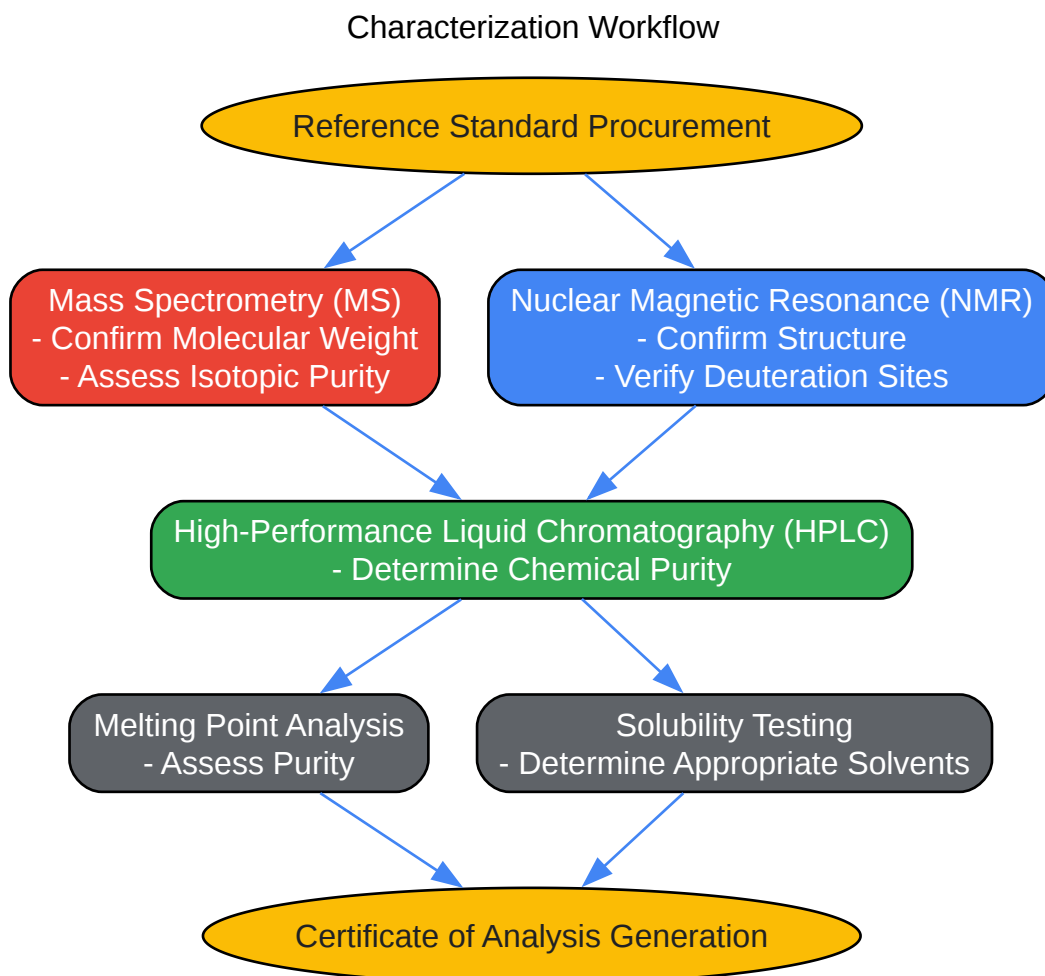 Characterization Workflow
Reference Standard Procurement
Mass Spectrometry (MS)
- Confirm Molecular Weight
- Assess Isotopic Purity
Nuclear Magnetic Resonance (NMR)
- Confirm Structure
- Verify Deuteration Sites
High-Performance Liquid Chromatography (HPLC)
- Determine Chemical Purity
Melting Point Analysis
- Assess Purity
Solubility Testing
- Determine Appropriate Solvents
Certificate of Analysis Generation